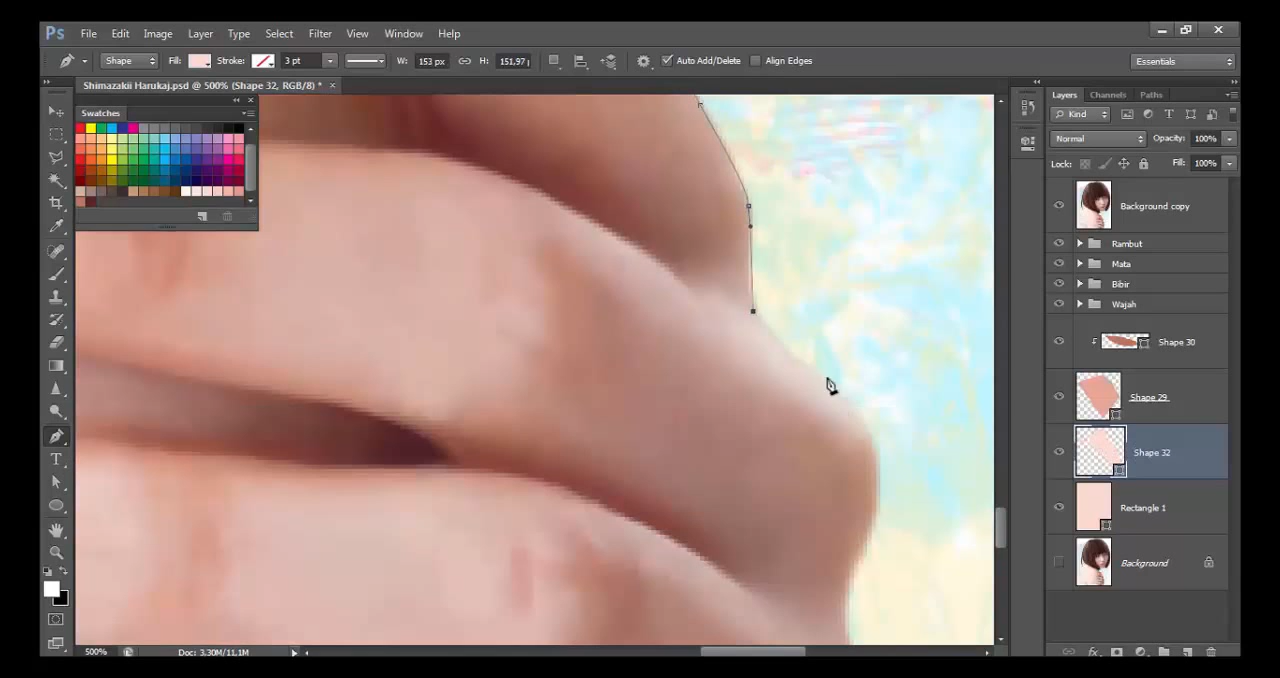 Ps File Edit Image Layer Type Select Filter View Window Help
Shape Fill: Stroke: 3 pt W: 153 px H: 151,97 Auto Add/Delete Align Edges Essentials
Shimazakii Harukaj.psd @ 500% (Shape 32, RGB/8) * ×
Swatches
Layers Channels Paths
Kind
Normal Opacity: 100%
Lock: Fill: 100%
Background copy
Rambut
Mata
Bibir
Wajah
Shape 30
Shape 29
Shape 32
Rectangle 1
Background
T
500% Doc: 3,30M/11,1M
fx